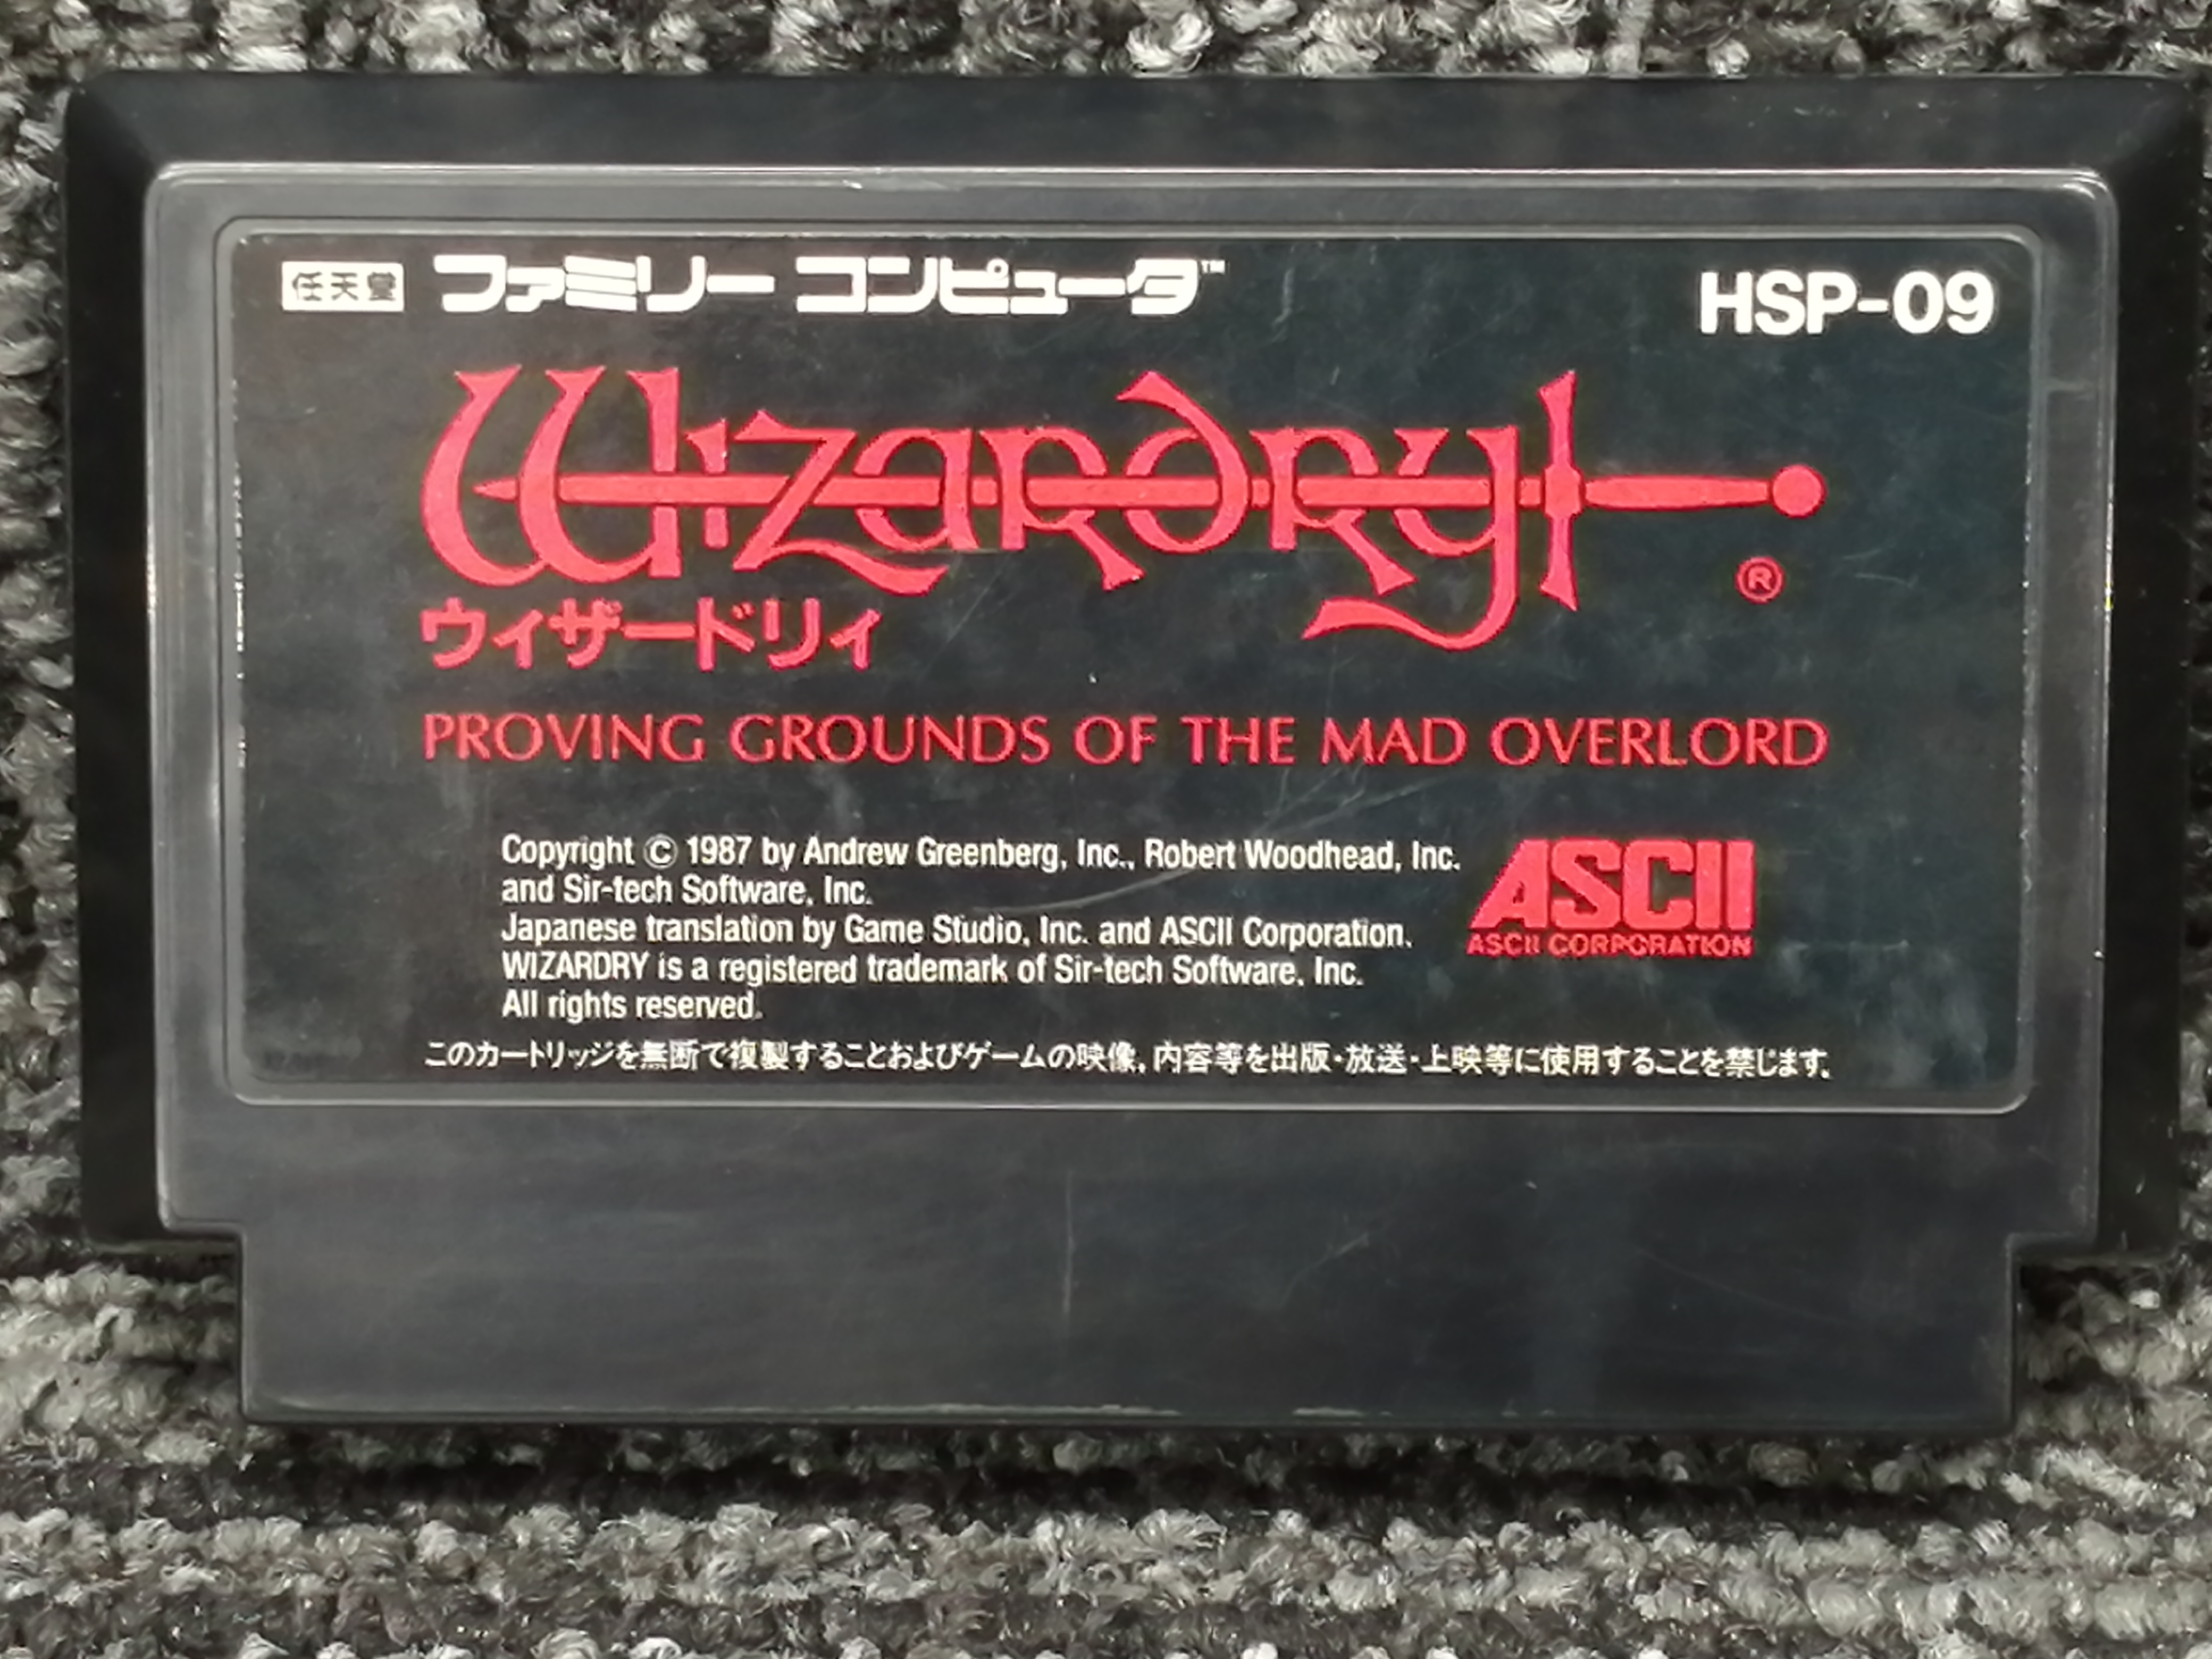 任天堂 ファミリー コンピュータ™ HSP-09
Wizardry
®
ウィザードリィ
PROVING GROUNDS OF THE MAD OVERLORD
Copyright © 1987 by Andrew Greenberg, Inc., Robert Woodhead, Inc.
and Sir-tech Software, Inc.
Japanese translation by Game Studio, Inc. and ASCII Corporation.
WIZARDRY is a registered trademark of Sir-tech Software, Inc.
All rights reserved.
ASCII
ASCII CORPORATION
このカートリッジを無断で複製することおよびゲームの映像，内容等を出版・放送・上映等に使用することを禁じます．